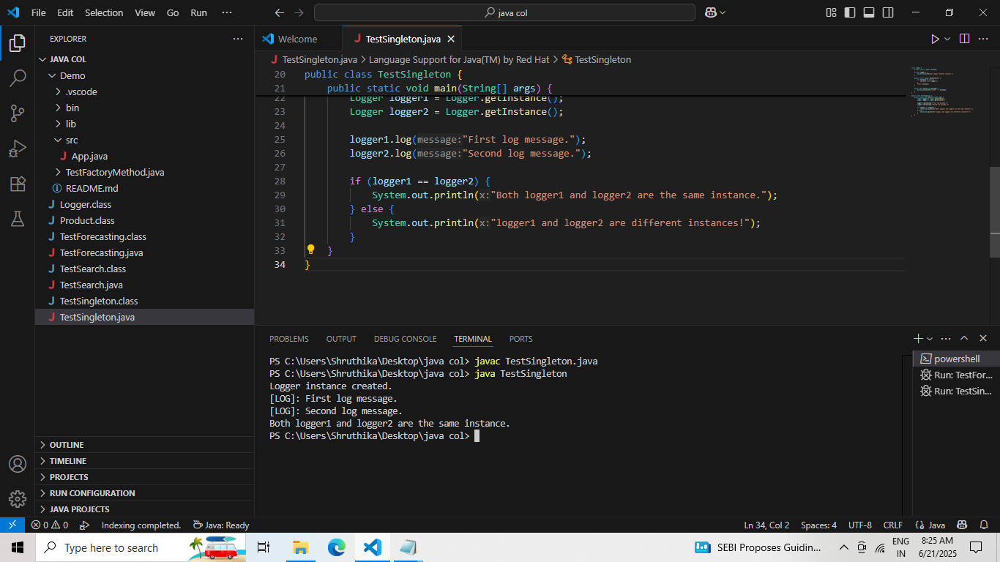 File Edit Selection View Go Run ···
java col
EXPLORER ···
JAVA COL
Demo
.vscode
bin
lib
src
J App.java
TestFactoryMethod.java
README.md
J Logger.class
J Product.class
J TestForecasting.class
J TestForecasting.java
J TestSearch.class
J TestSearch.java
J TestSingleton.class
J TestSingleton.java
OUTLINE
TIMELINE
PROJECTS
RUN CONFIGURATION
JAVA PROJECTS
Welcome
J TestSingleton.java
J TestSingleton.java > Language Support for Java(TM) by Red Hat > TestSingleton
20 public class TestSingleton {
21 public static void main(String[] args) {
22 Logger logger1 = Logger.getInstance();
23 Logger logger2 = Logger.getInstance();
24
25 logger1.log(message:"First log message.");
26 logger2.log(message:"Second log message.");
27
28 if (logger1 == logger2) {
29 System.out.println(x:"Both logger1 and logger2 are the same instance.");
30 } else {
31 System.out.println(x:"logger1 and logger2 are different instances!");
32 }
33 }
34 }
PROBLEMS OUTPUT DEBUG CONSOLE TERMINAL PORTS
PS C:\Users\Shruthika\Desktop\java col> javac TestSingleton.java
PS C:\Users\Shruthika\Desktop\java col> java TestSingleton
Logger instance created.
[LOG]: First log message.
[LOG]: Second log message.
Both logger1 and logger2 are the same instance.
PS C:\Users\Shruthika\Desktop\java col>
powershell
Run: TestFor...
Run: TestSin...
0 0 Indexing completed. Java: Ready
Ln 34, Col 2 Spaces: 4 UTF-8 CRLF {} Java
Type here to search
SEBI Proposes Guidin...
ENG
IN
8:25 AM
6/21/2025